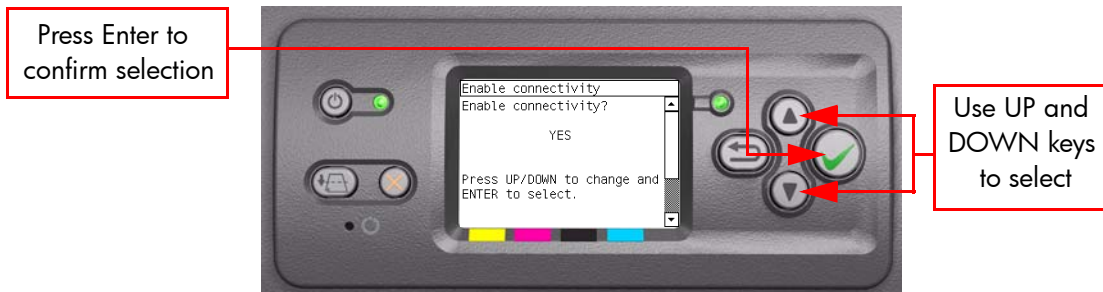 Press Enter to
confirm selection
Enable connectivity
Enable connectivity?
YES
Press UP/DOWN to change and
ENTER to select.
Use UP and
DOWN keys
to select